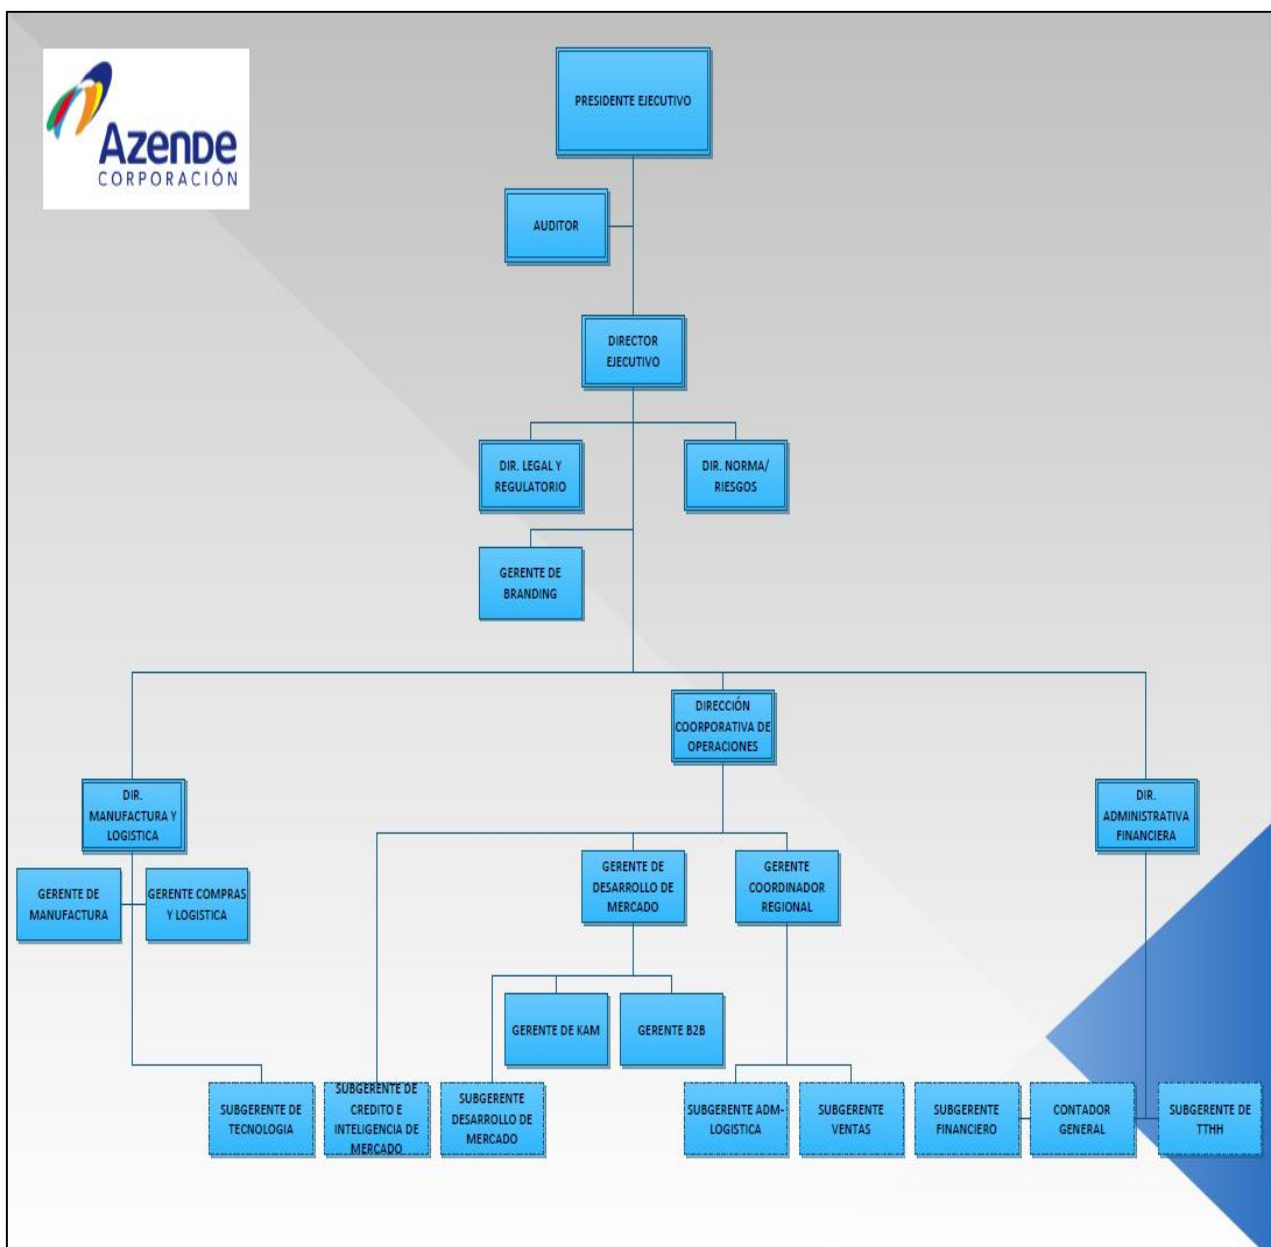 Azende
CORPORACIÓN
PRESIDENTE EJECUTIVO
AUDITOR
DIRECTOR
EJECUTIVO
DIR. LEGAL Y
REGULATORIO
DIR. NORMA/
RIESGOS
GERENTE DE
BRANDING
DIRECCIÓN
COORPORATIVA DE
OPERACIONES
DIR.
MANUFACTURA Y
LOGISTICA
DIR.
ADMINISTRATIVA
FINANCIERA
GERENTE DE
MANUFACTURA
GERENTE COMPRAS
Y LOGISTICA
GERENTE DE
DESARROLLO DE
MERCADO
GERENTE
COORDINADOR
REGIONAL
GERENTE DE KAM
GERENTE B2B
SUBGERENTE DE
TECNOLOGIA
SUBGERENTE DE
CREDITO E
INTELIGENCIA DE
MERCADO
SUBGERENTE
DESARROLLO DE
MERCADO
SUBGERENTE ADM-
LOGISTICA
SUBGERENTE
VENTAS
SUBGERENTE
FINANCIERO
CONTADOR
GENERAL
SUBGERENTE DE
TTHH